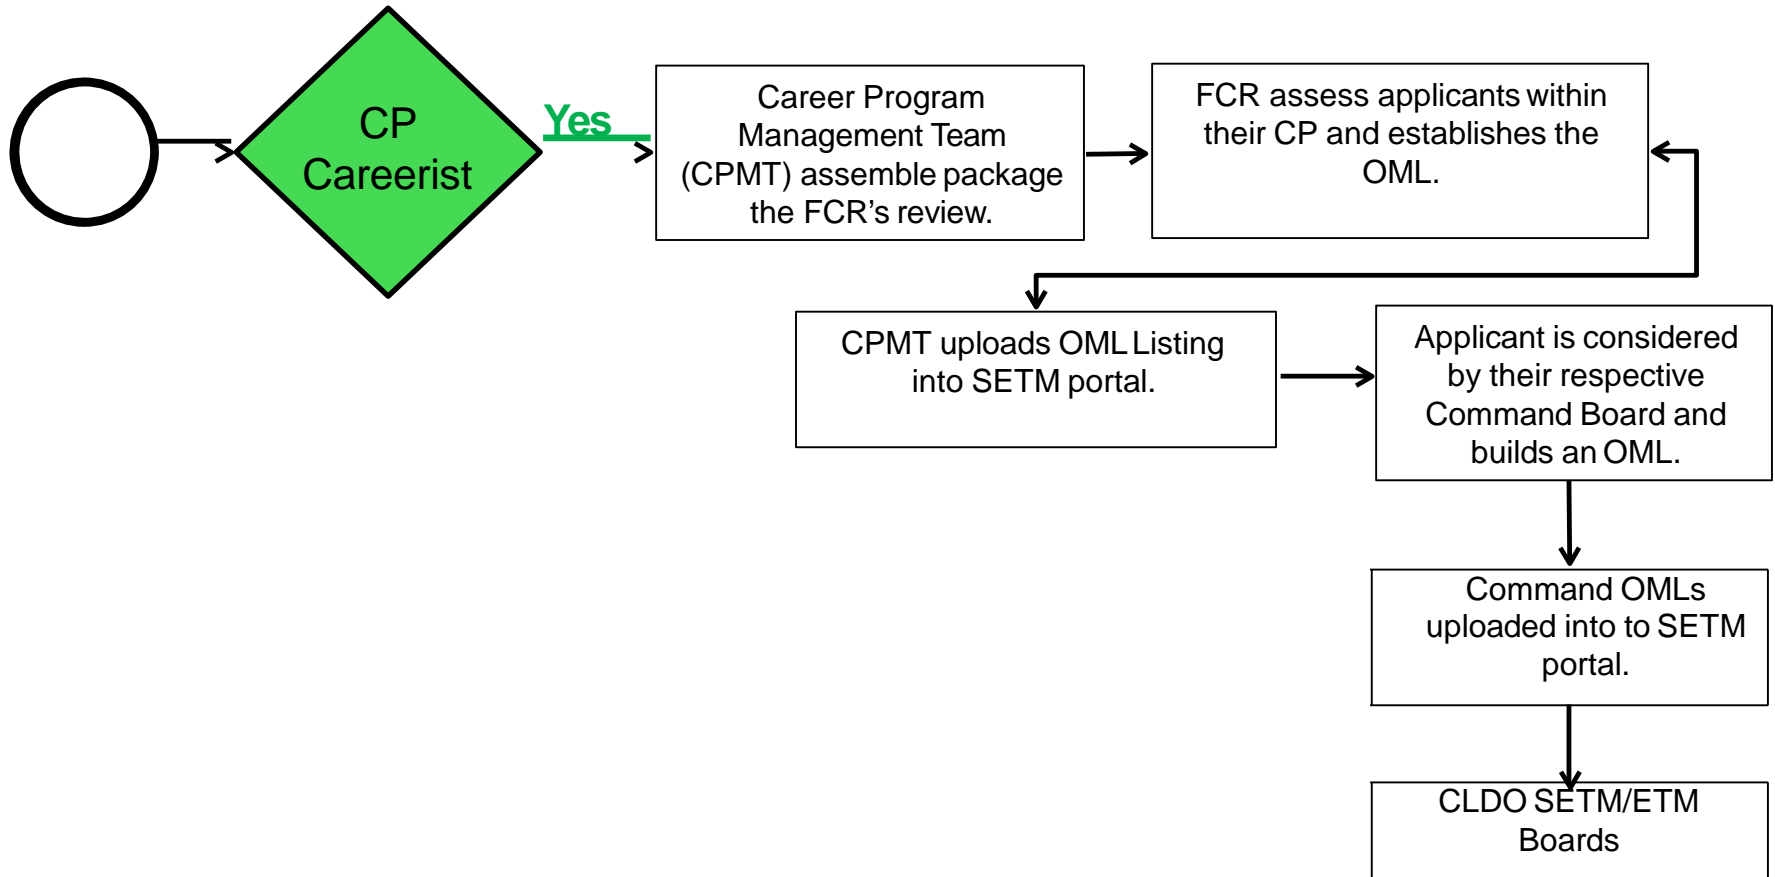 CP
Careerist
Yes
Career Program
Management Team
(CPMT) assemble package
the FCR’s review.
FCR assess applicants within
their CP and establishes the
OML.
CPMT uploads OML Listing
into SETM portal.
Applicant is considered
by their respective
Command Board and
builds an OML.
Command OMLs
uploaded into to SETM
portal.
CLDO SETM/ETM
Boards